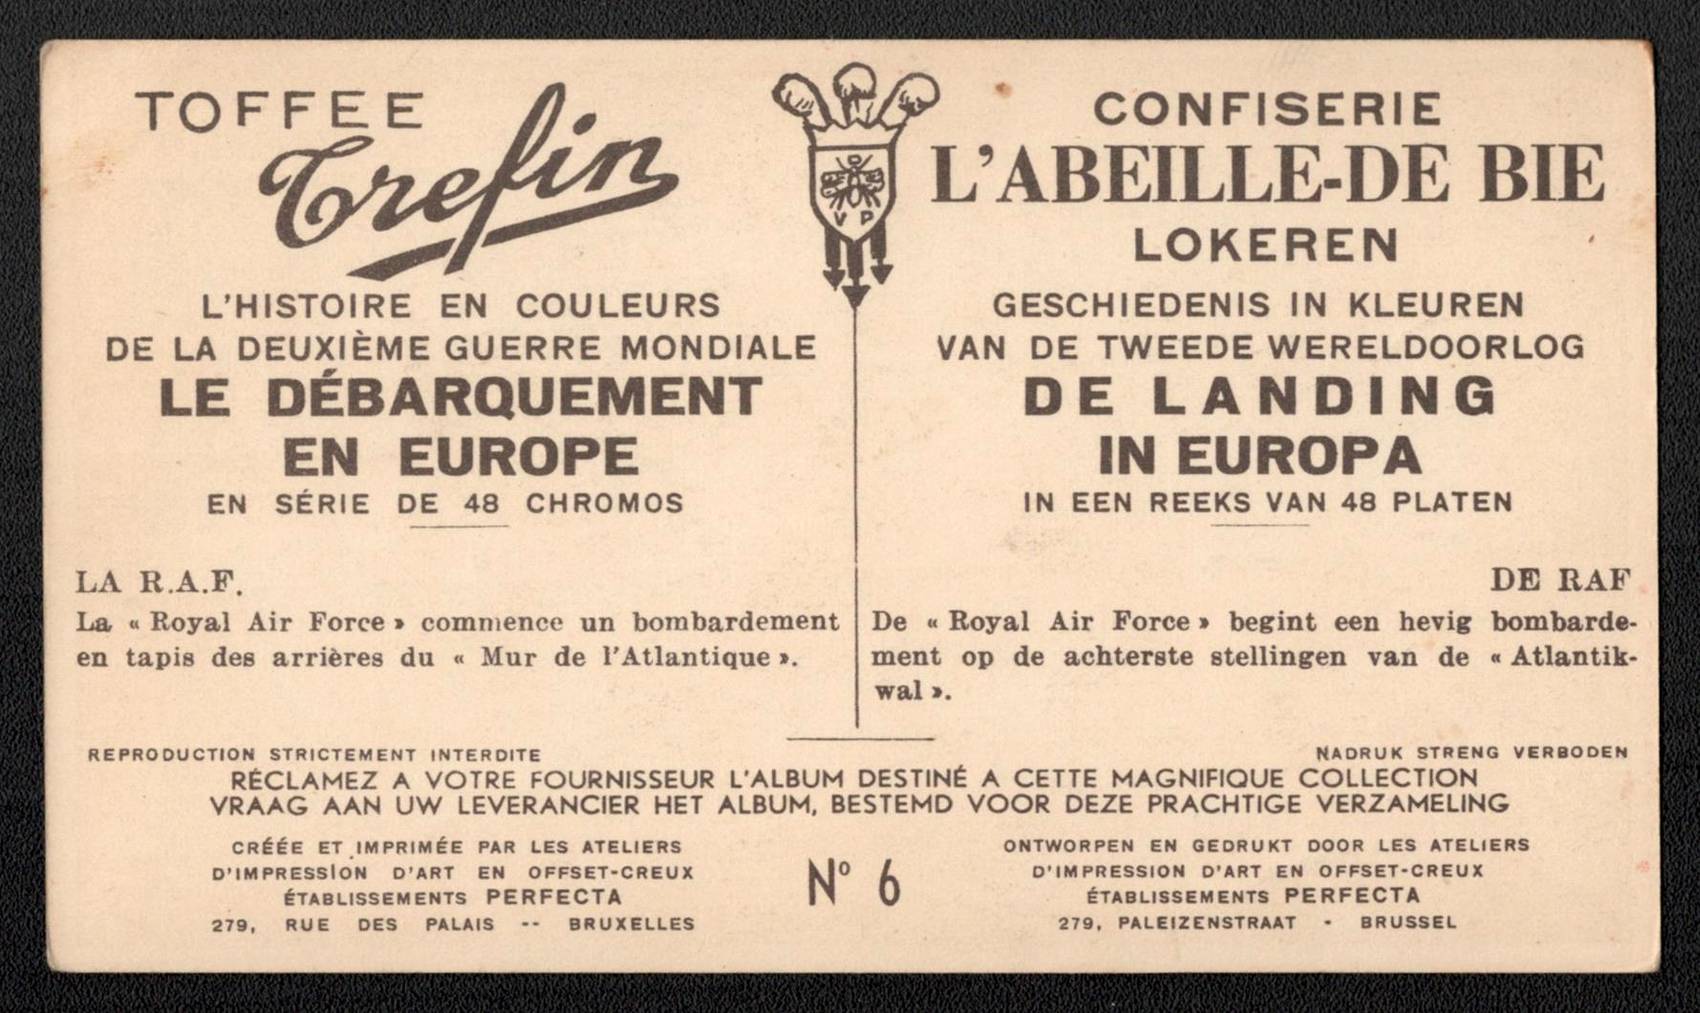 TOFFEE
Trefin
L'HISTOIRE EN COULEURS
DE LA DEUXIÈME GUERRE MONDIALE
LE DÉBARQUEMENT
EN EUROPE
EN SÉRIE DE 48 CHROMOS
LA R.A.F.
La « Royal Air Force » commence un bombardement
en tapis des arrières du « Mur de l'Atlantique ».
V P
CONFISERIE
L'ABEILLE-DE BIE
LOKEREN
GESCHIEDENIS IN KLEUREN
VAN DE TWEEDE WERELDOORLOG
DE LANDING
IN EUROPA
IN EEN REEKS VAN 48 PLATEN
DE RAF
De « Royal Air Force » begint een hevig bombarde-
ment op de achterste stellingen van de « Atlantik-
wal ».
REPRODUCTION STRICTEMENT INTERDITE
NADRUK STRENG VERBODEN
RÉCLAMEZ A VOTRE FOURNISSEUR L'ALBUM DESTINÉ A CETTE MAGNIFIQUE COLLECTION
VRAAG AAN UW LEVERANCIER HET ALBUM, BESTEMD VOOR DEZE PRACHTIGE VERZAMELING
CRÉÉE ET IMPRIMÉE PAR LES ATELIERS
D'IMPRESSION D'ART EN OFFSET-CREUX
ÉTABLISSEMENTS PERFECTA
279, RUE DES PALAIS -- BRUXELLES
Nº 6
ONTWORPEN EN GEDRUKT DOOR LES ATELIERS
D'IMPRESSION D'ART EN OFFSET-CREUX
ÉTABLISSEMENTS PERFECTA
279, PALEIZENSTRAAT - BRUSSEL